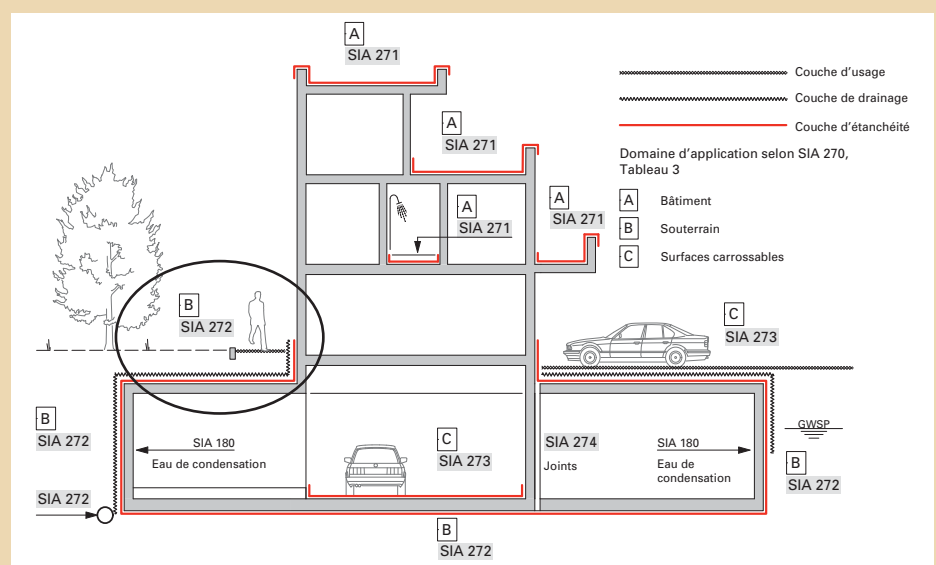 A
SIA 271
Couche d'usage
Couche de drainage
Couche d'étanchéité
A
SIA 271
Domaine d'application selon SIA 270,
Tableau 3
A Bâtiment
B Souterrain
C Surfaces carrossables
A
SIA 271
A
SIA 271
B
SIA 272
C
SIA 273
B
SIA 272
SIA 180
Eau de condensation
C
SIA 273
SIA 274
Joints
SIA 180
Eau de
condensation
GWSP
B
SIA 272
SIA 272
B
SIA 272